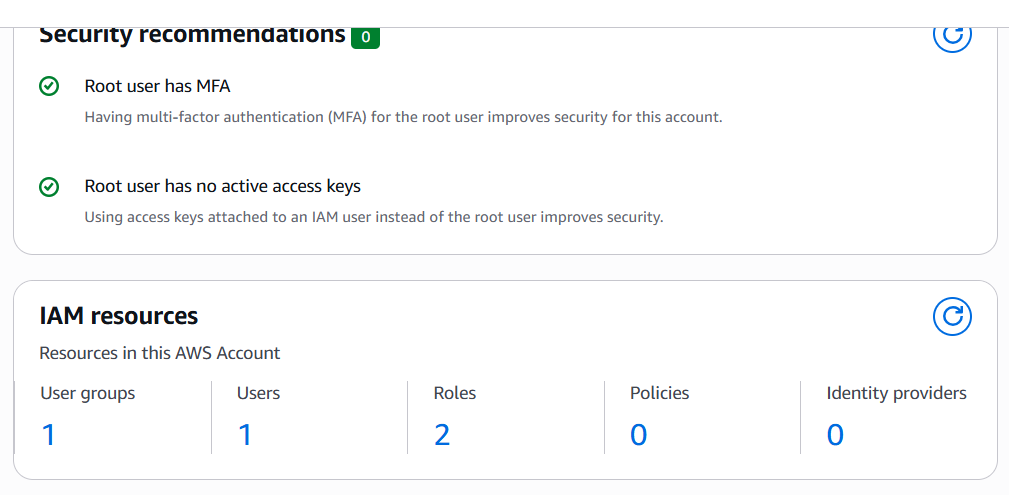 Security recommendations 0
Root user has MFA
Having multi-factor authentication (MFA) for the root user improves security for this account.
Root user has no active access keys
Using access keys attached to an IAM user instead of the root user improves security.
IAM resources
Resources in this AWS Account
User groups
1
Users
1
Roles
2
Policies
0
Identity providers
0